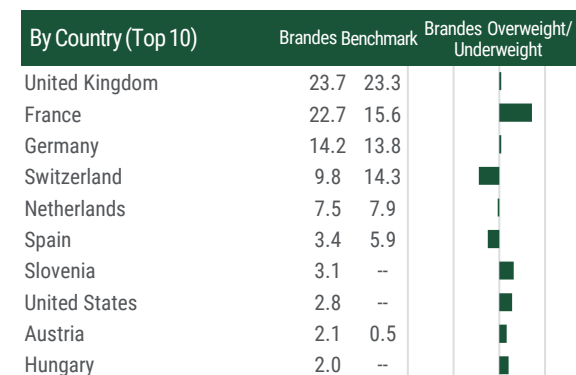 By Country (Top 10) Brandes Benchmark Brandes Overweight/
Underweight
United Kingdom 23.7 23.3
France 22.7 15.6
Germany 14.2 13.8
Switzerland 9.8 14.3
Netherlands 7.5 7.9
Spain 3.4 5.9
Slovenia 3.1 --
United States 2.8 --
Austria 2.1 0.5
Hungary 2.0 --